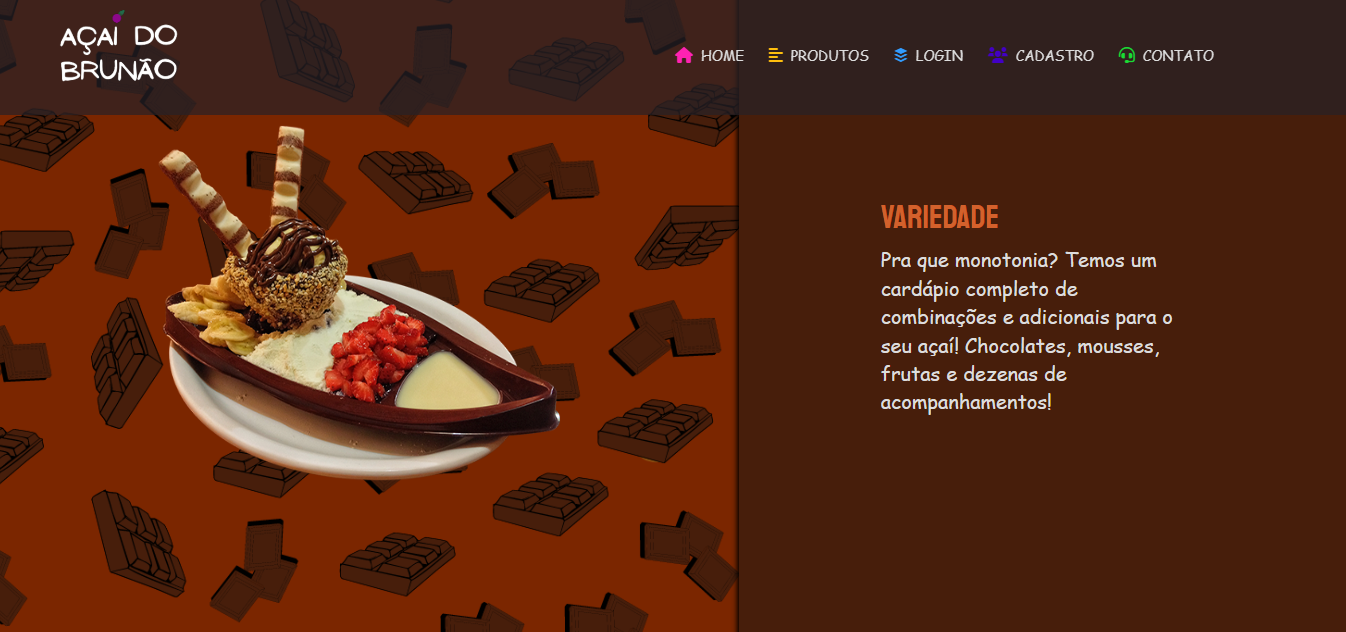 AÇAÍ DO
BRUNÃO
HOME PRODUTOS LOGIN CADASTRO CONTATO
VARIEDADE
Pra que monotonia? Temos um
cardápio completo de
combinações e adicionais para o
seu açaí! Chocolates, mousses,
frutas e dezenas de
acompanhamentos!